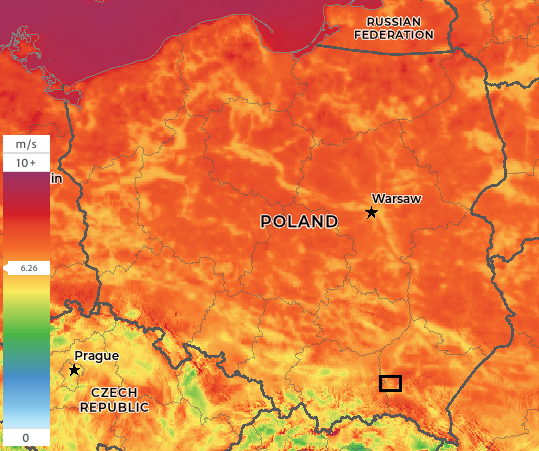 RUSSIAN
FEDERATION
m/s
10+
in
Warsaw
POLAND
6.26
Prague
CZECH
REPUBLIC
0